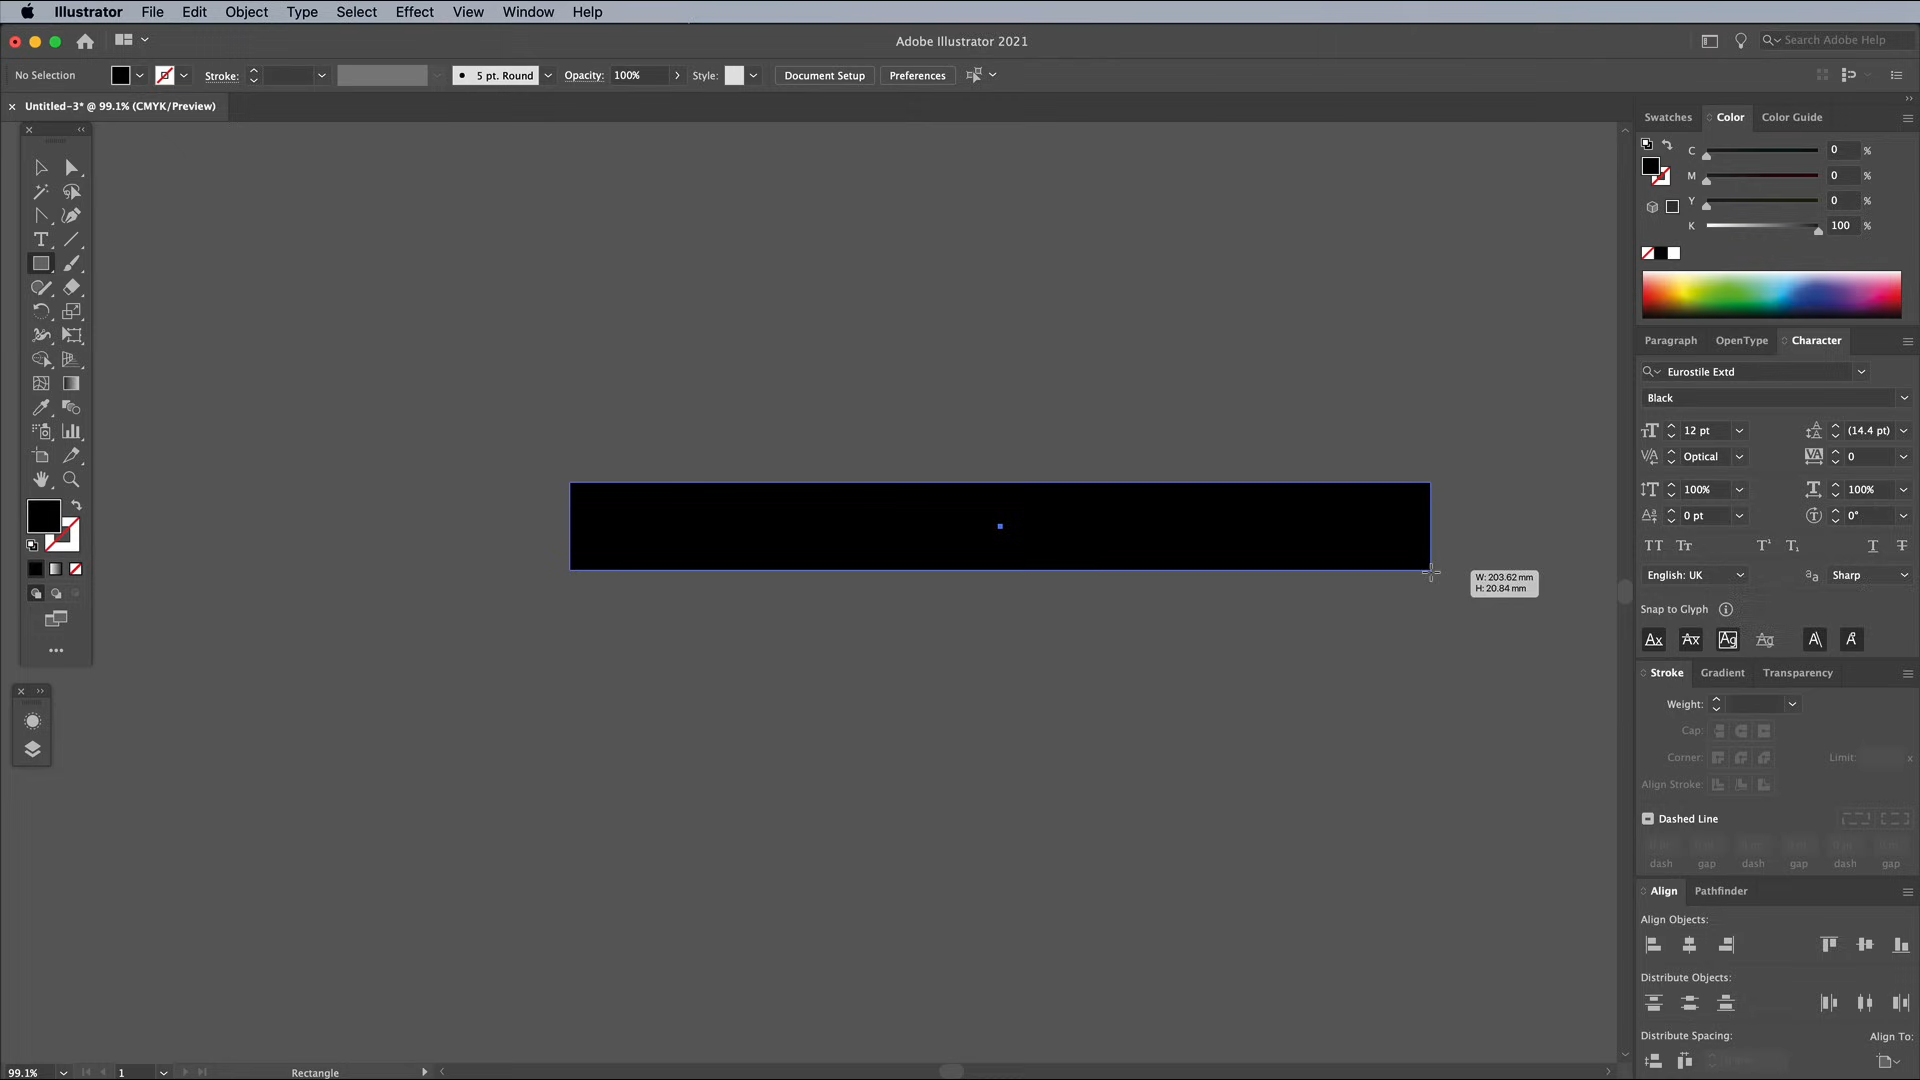 Illustrator File Edit Object Type Select Effect View Window Help
Adobe Illustrator 2021
Search Adobe Help
No Selection Stroke: 5 pt. Round Opacity: 100% Style: Document Setup Preferences
Untitled-3* @ 99.1% (CMYK/Preview)
Swatches Color Color Guide
C 0 %
M 0 %
Y 0 %
K 100 %
Paragraph OpenType Character
Eurostile Extd
Black
12 pt (14.4 pt)
Optical 0
100% 100%
0 pt 0°
English: UK Sharp
W: 203.62 mm
H: 20.84 mm
Snap to Glyph
Stroke Gradient Transparency
Weight:
Cap:
Corner: Limit: x
Align Stroke:
Dashed Line
dash gap dash gap dash gap
Align Pathfinder
Align Objects:
Distribute Objects:
Distribute Spacing: Align To:
99.1% 1 Rectangle